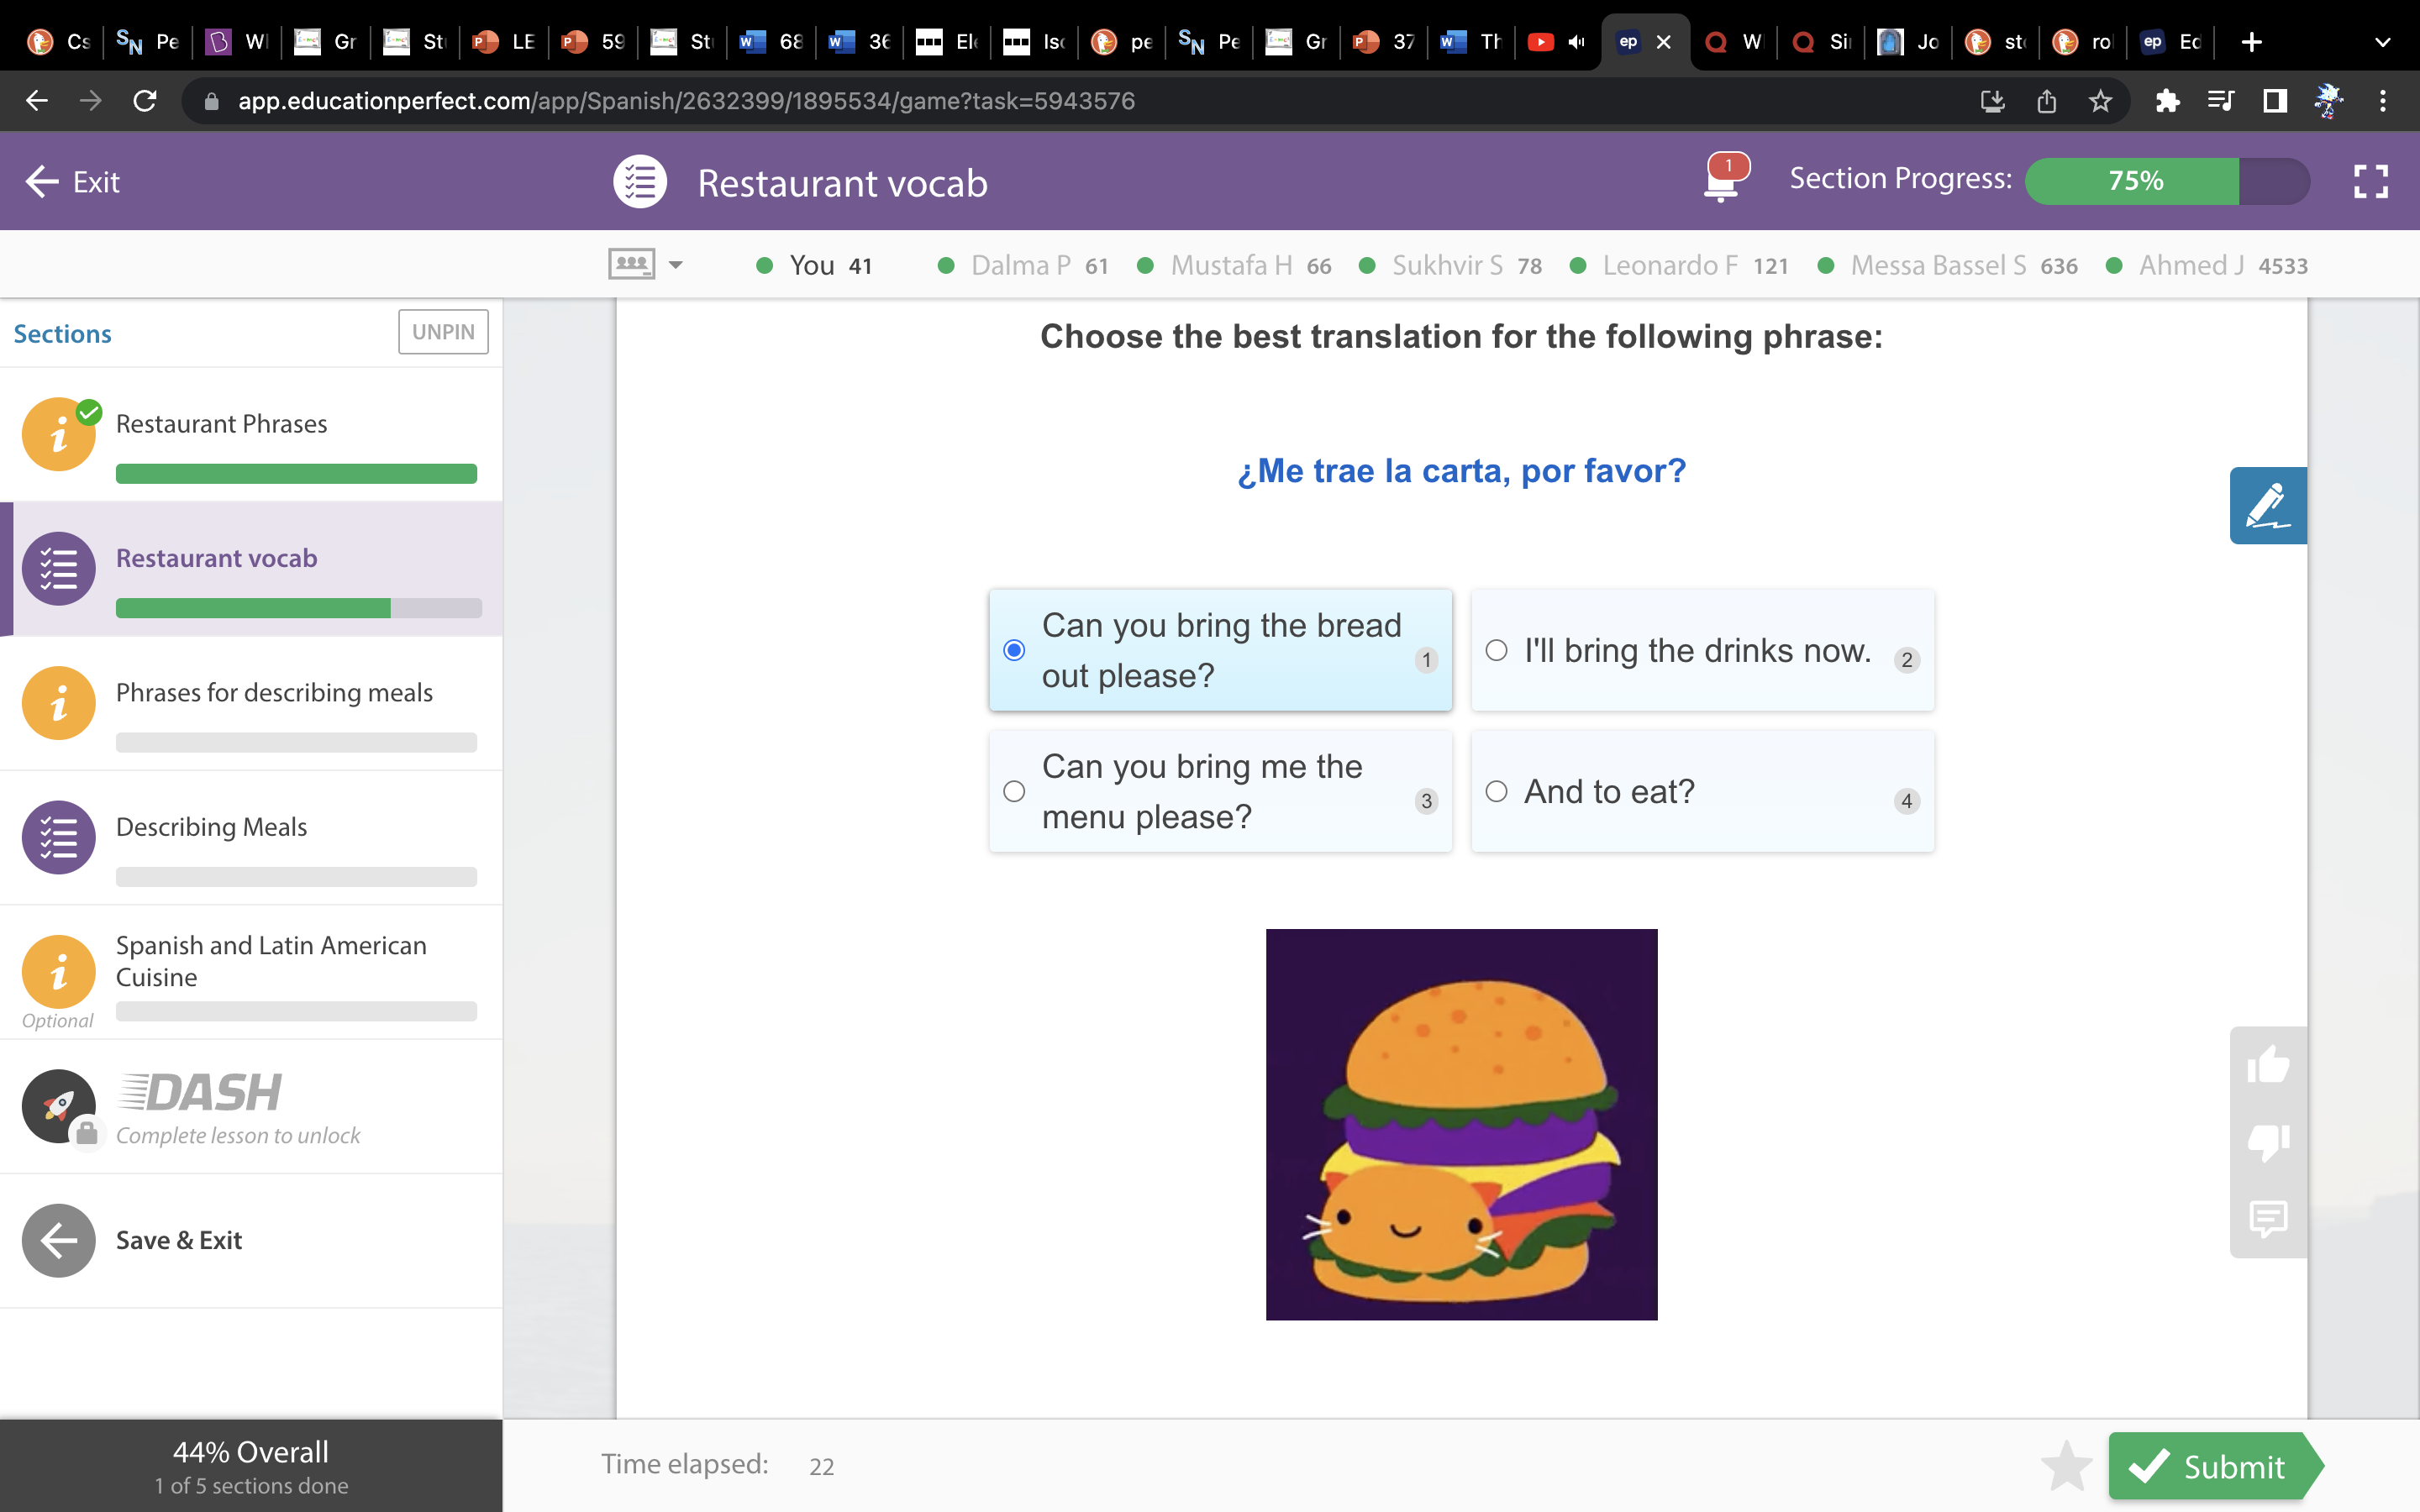 Cs Pe WI Gr St LE 59 St 68 36 El Iso pe Pe Gr 37 Th ep W Si Jo st ro ep Ed
app.educationperfect.com/app/Spanish/2632399/1895534/game?task=5943576
Exit
Restaurant vocab
1
Section Progress:
75%
You 41
Dalma P 61
Mustafa H 66
Sukhvir S 78
Leonardo F 121
Messa Bassel S 636
Ahmed J 4533
Sections
UNPIN
Restaurant Phrases
Restaurant vocab
Phrases for describing meals
Describing Meals
Spanish and Latin American
Cuisine
Optional
DASH
Complete lesson to unlock
Save & Exit
44% Overall
1 of 5 sections done
Choose the best translation for the following phrase:
¿Me trae la carta, por favor?
Can you bring the bread
out please?
1
I'll bring the drinks now.
2
Can you bring me the
menu please?
3
And to eat?
4
Time elapsed: 22
Submit